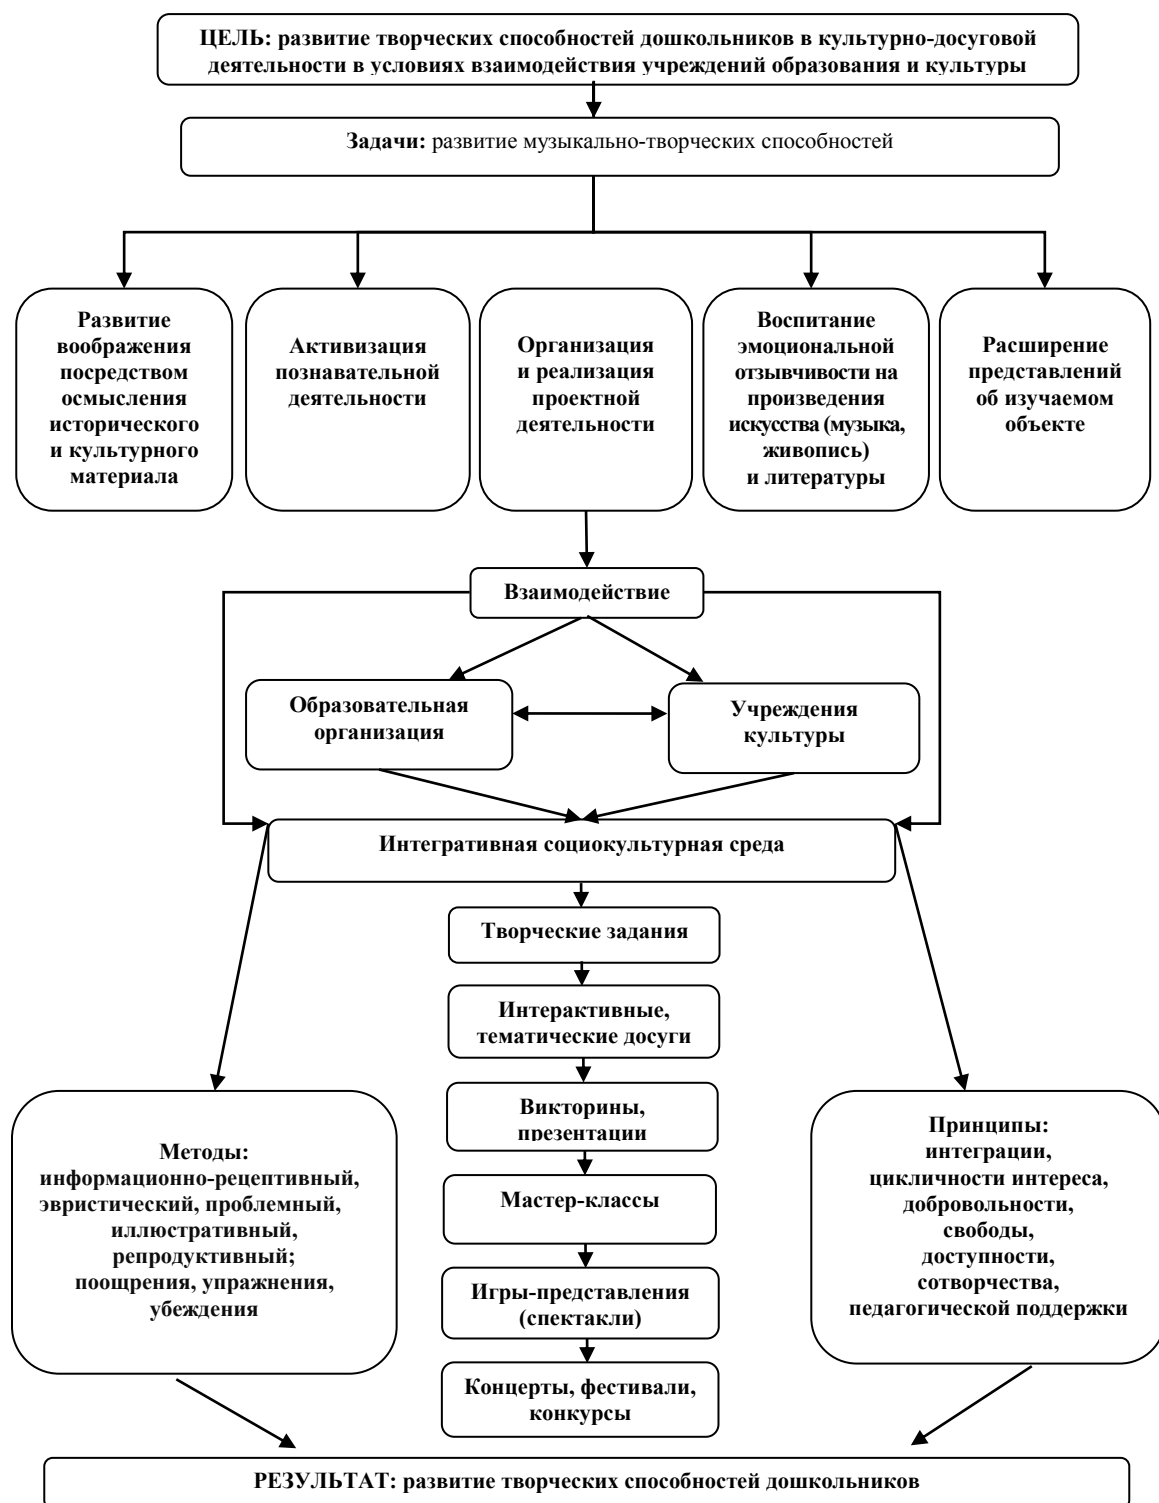 ЦЕЛЬ: развитие творческих способностей дошкольников в культурно-досуговой
деятельности в условиях взаимодействия учреждений образования и культуры
Задачи: развитие музыкально-творческих способностей
Развитие
воображения
посредством
осмысления
исторического
и культурного
материала
Активизация
познавательной
деятельности
Организация
и реализация
проектной
деятельности
Воспитание
эмоциональной
отзывчивости на
произведения
искусства (музыка,
живопись)
и литературы
Расширение
представлений
об изучаемом
объекте
Взаимодействие
Образовательная
организация
Учреждения
культуры
Интегративная социокультурная среда
Творческие задания
Интерактивные,
тематические досуги
Викторины,
презентации
Мастер-классы
Игры-представления
(спектакли)
Концерты, фестивали,
конкурсы
Методы:
информационно-рецептивный,
эвристический, проблемный,
иллюстративный,
репродуктивный;
поощрения, упражнения,
убеждения
Принципы:
интеграции,
цикличности интереса,
добровольности,
свободы,
доступности,
сотворчества,
педагогической поддержки
РЕЗУЛЬТАТ: развитие творческих способностей дошкольников